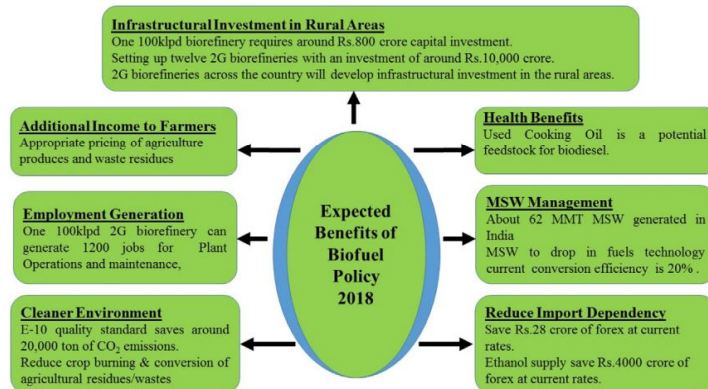 Infrastructural Investment in Rural Areas
One 100klpd biorefinery requires around Rs.800 crore capital investment.
Setting up twelve 2G biorefineries with an investment of around Rs.10,000 crore.
2G biorefineries across the country will develop infrastructural investment in the rural areas.
Additional Income to Farmers
Appropriate pricing of agriculture
produces and waste residues
Health Benefits
Used Cooking Oil is a potential
feedstock for biodiesel.
Employment Generation
One 100klpd 2G biorefinery can
generate 1200 jobs for Plant
Operations and maintenance,
Expected
Benefits of
Biofuel
Policy
2018
MSW Management
About 62 MMT MSW generated in
India
MSW to drop in fuels technology
current conversion efficiency is 20% .
Cleaner Environment
E-10 quality standard saves around
20,000 ton of CO₂ emissions.
Reduce crop burning & conversion of
agricultural residues/wastes
Reduce Import Dependency
Save Rs.28 crore of forex at current
rates.
Ethanol supply save Rs.4000 crore of
forex at current rates.